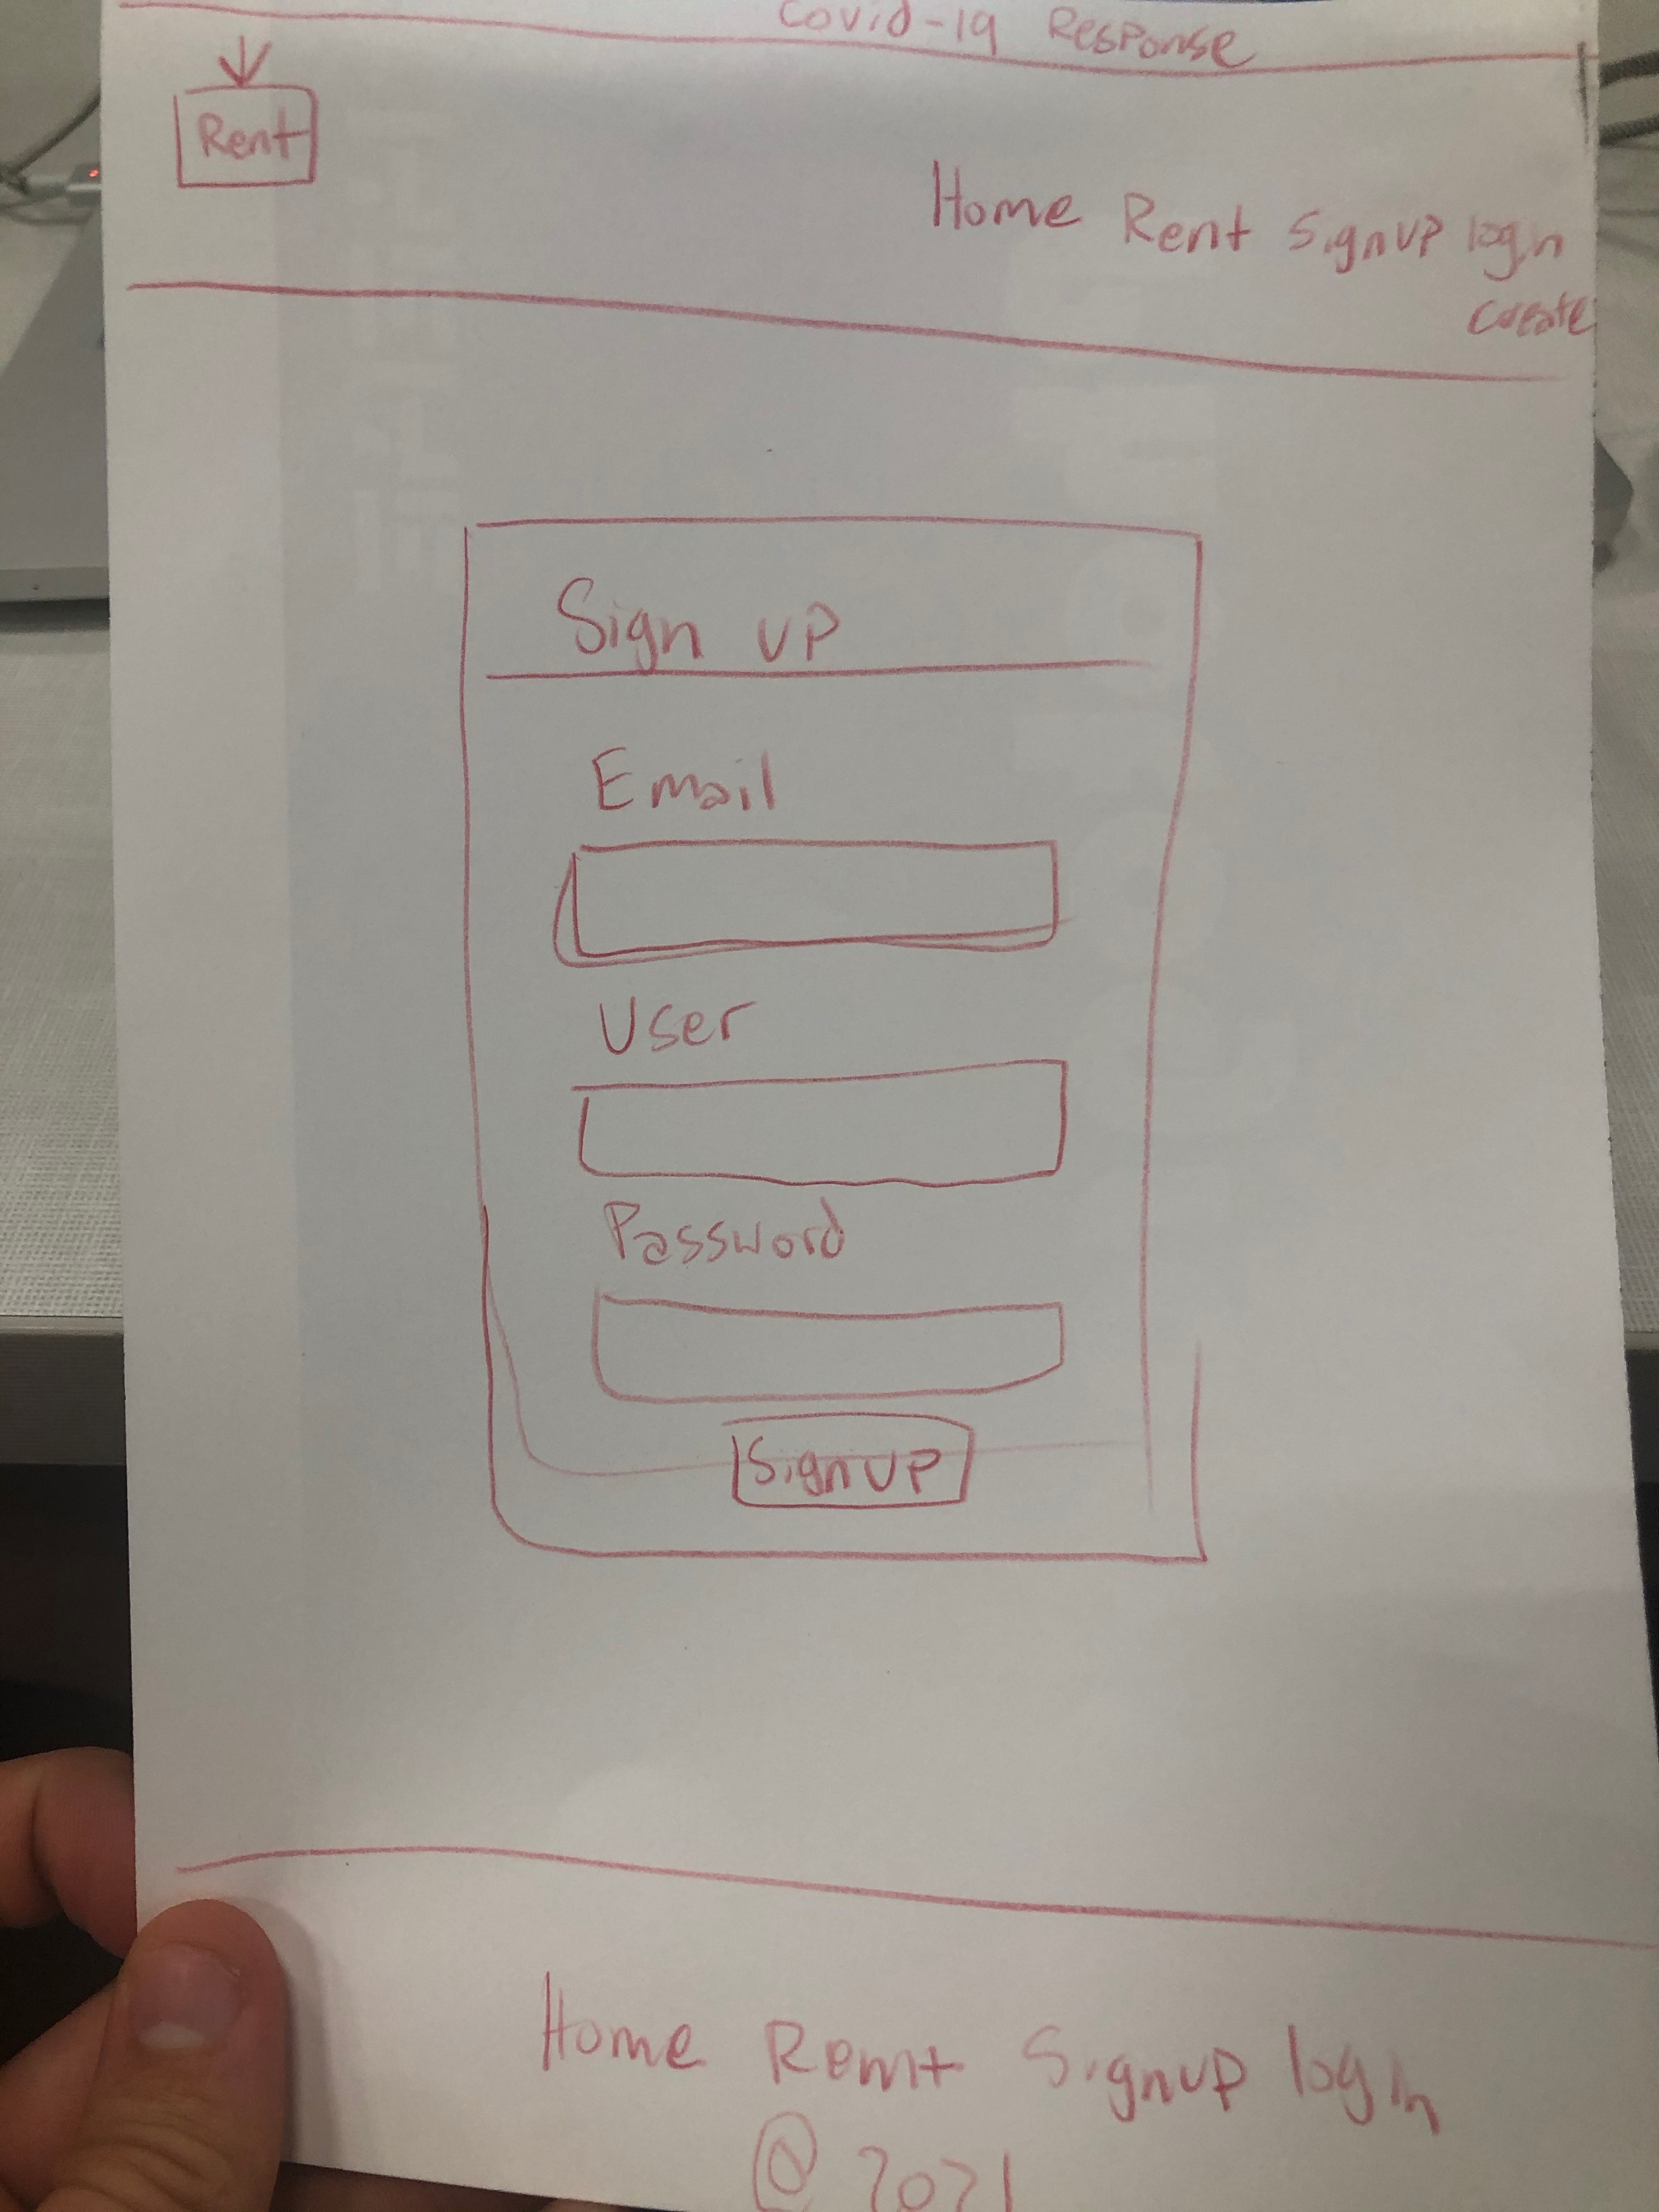 Covid-19 Response
Rent
Home Rent Signup login
create
Sign up
Email
User
Password
Signup
Home Remt Signup login
@ 2021